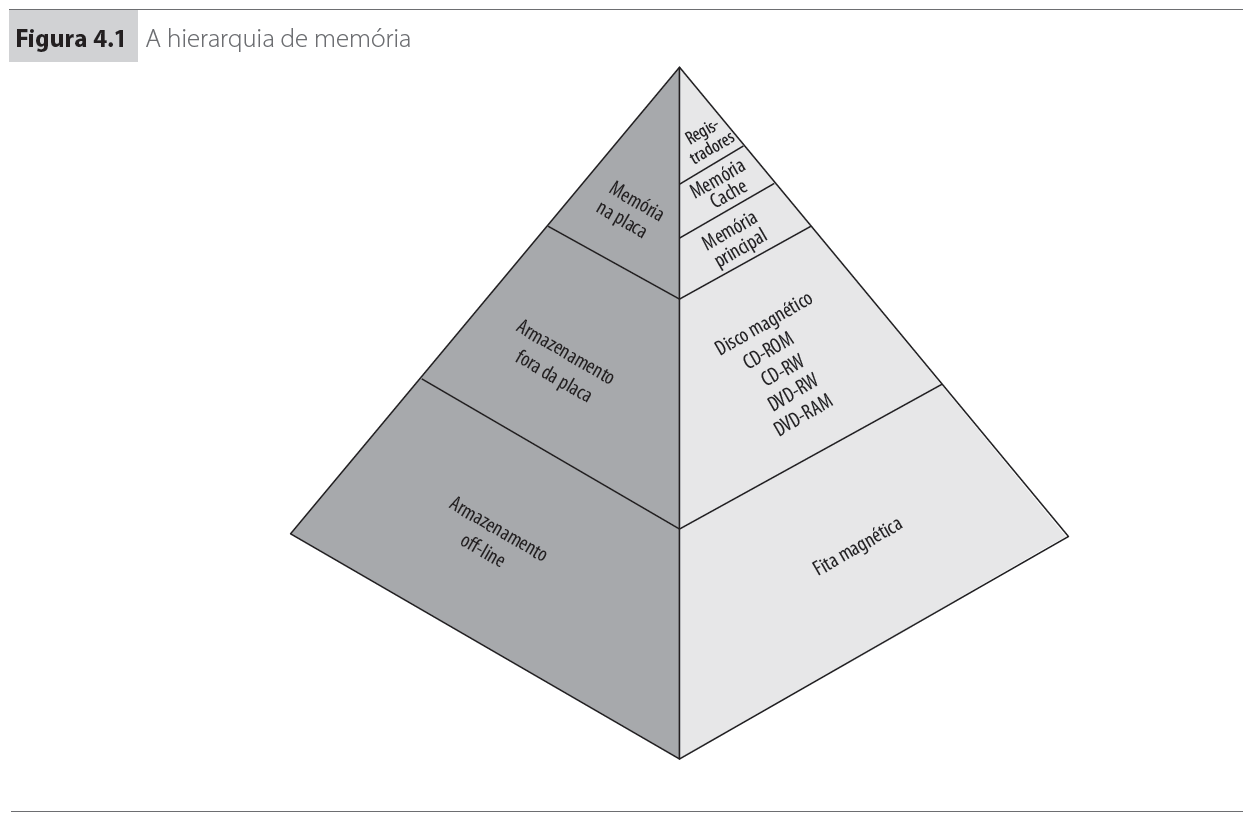 Figura 4.1 A hierarquia de memória
Regis-
tradores
Memória
Cache
Memória
principal
Memória
na placa
Disco magnético
CD-ROM
CD-RW
DVD-RW
DVD-RAM
Armazenamento
fora da placa
Fita magnética
Armazenamento
off-line